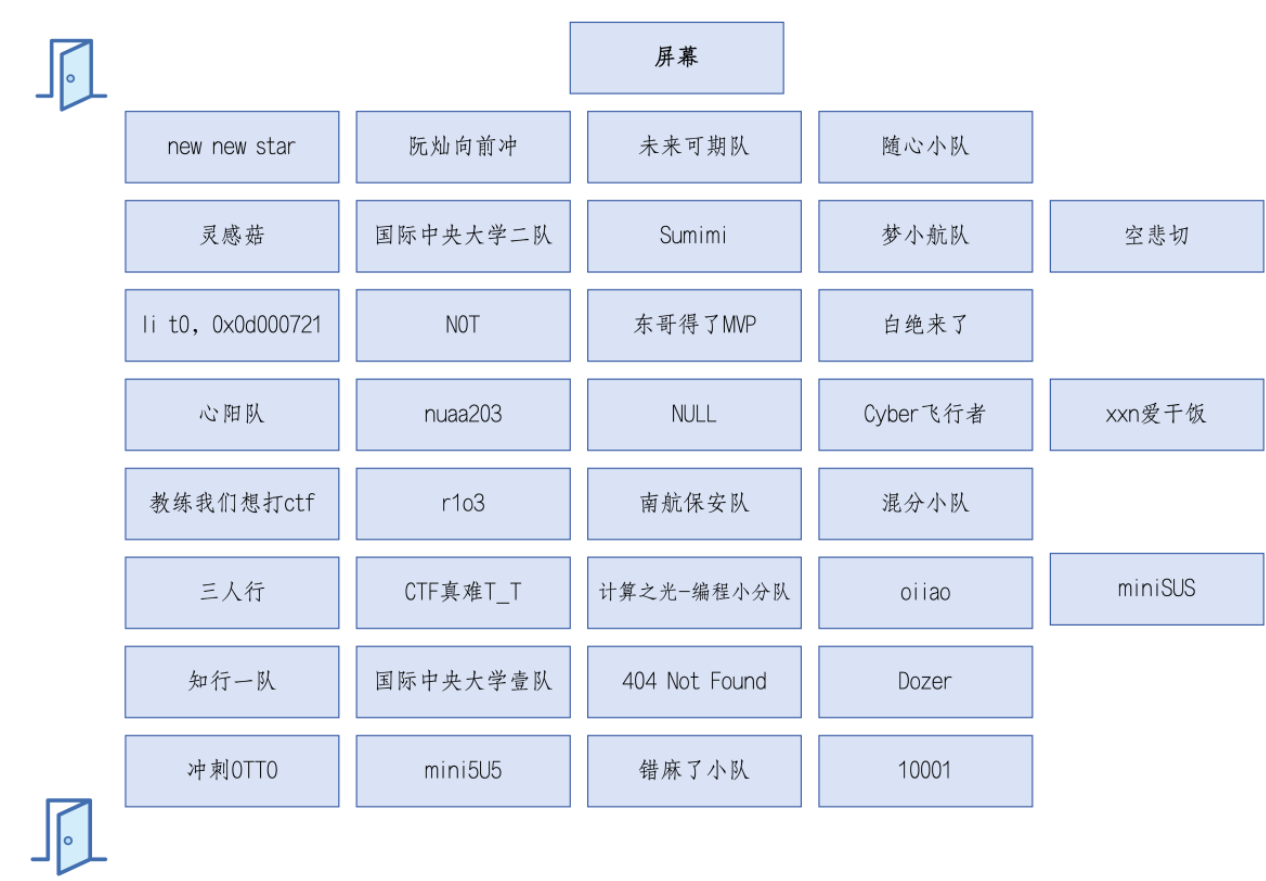 屏幕
new new star
阮灿向前冲
未来可期队
随心小队
灵感菇
国际中央大学二队
Sumimi
梦小航队
空悲切
li t0, 0x0d000721
NOT
东哥得了MVP
白绝来了
心阳队
nuaa203
NULL
Cyber飞行者
xxn爱干饭
教练我们想打ctf
r1o3
南航保安队
混分小队
三人行
CTF真难T_T
计算之光-编程小分队
oiiao
miniSUS
知行一队
国际中央大学壹队
404 Not Found
Dozer
冲刺0TT0
mini5U5
错麻了小队
10001